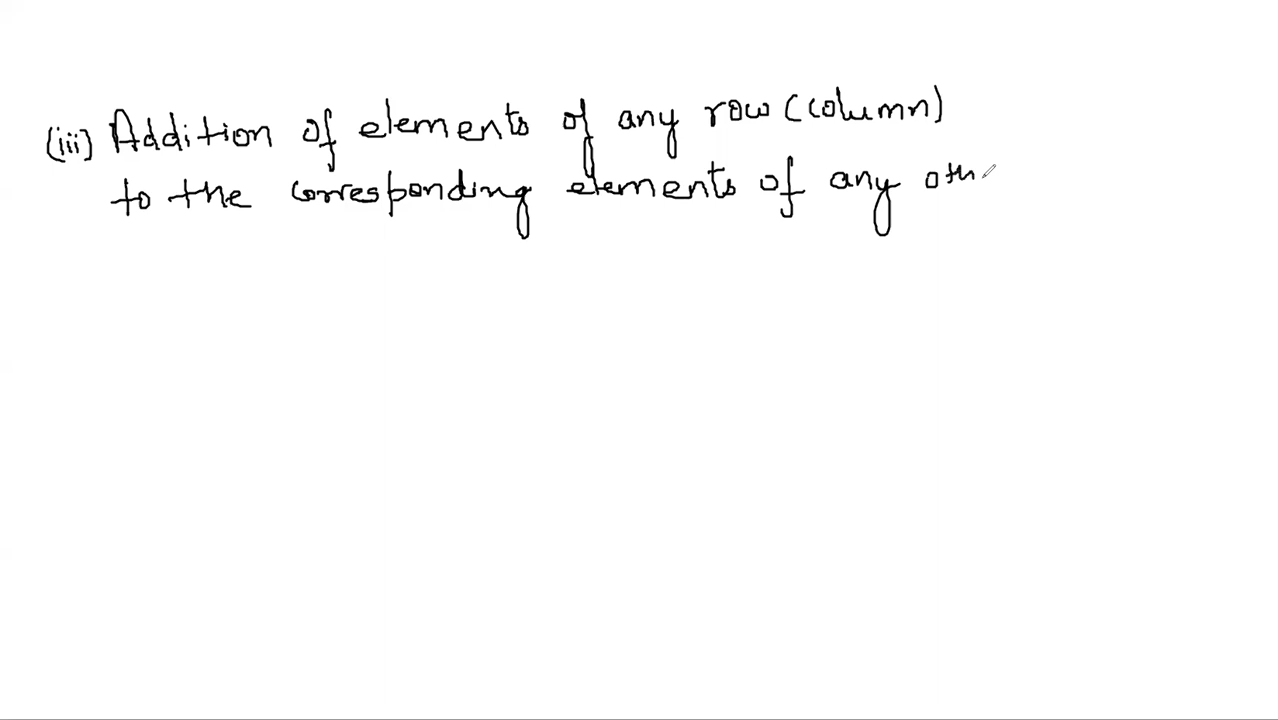 (iii) Addition of elements of any row (column)
to the corresponding elements of any oth